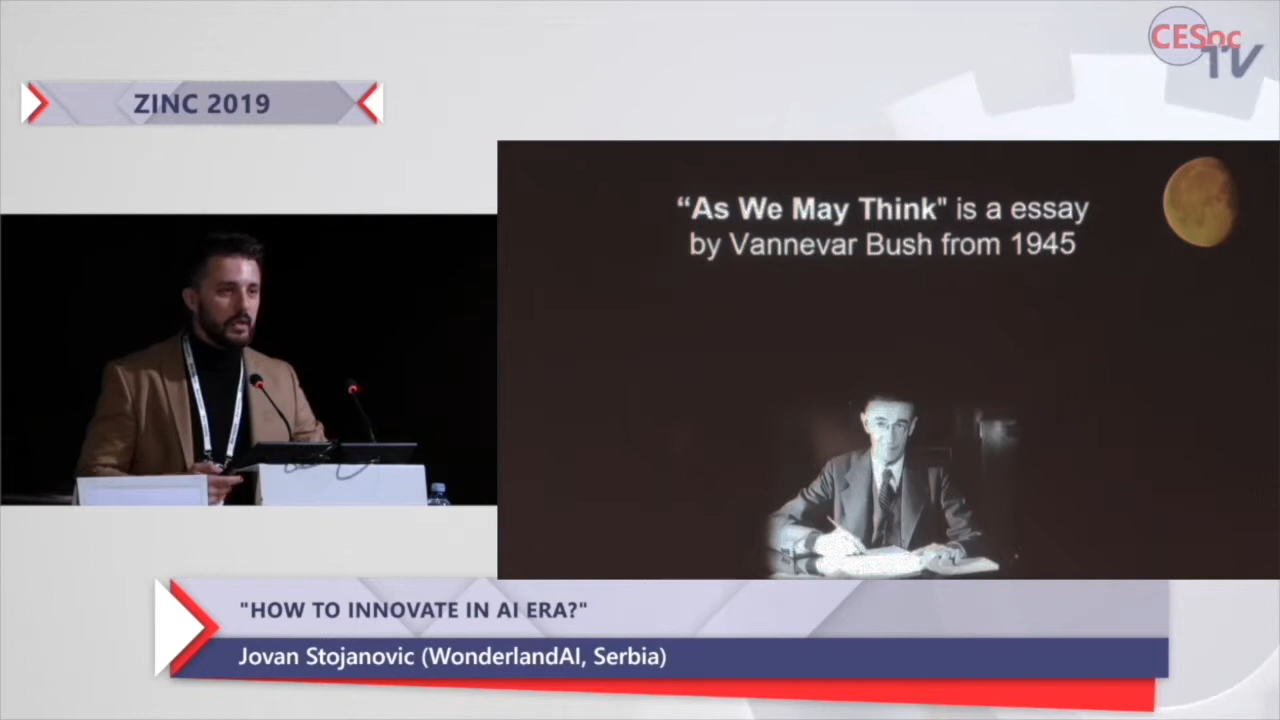 CESoc
TV
ZINC 2019
“As We May Think" is a essay
by Vannevar Bush from 1945
"HOW TO INNOVATE IN AI ERA?"
Jovan Stojanovic (WonderlandAI, Serbia)